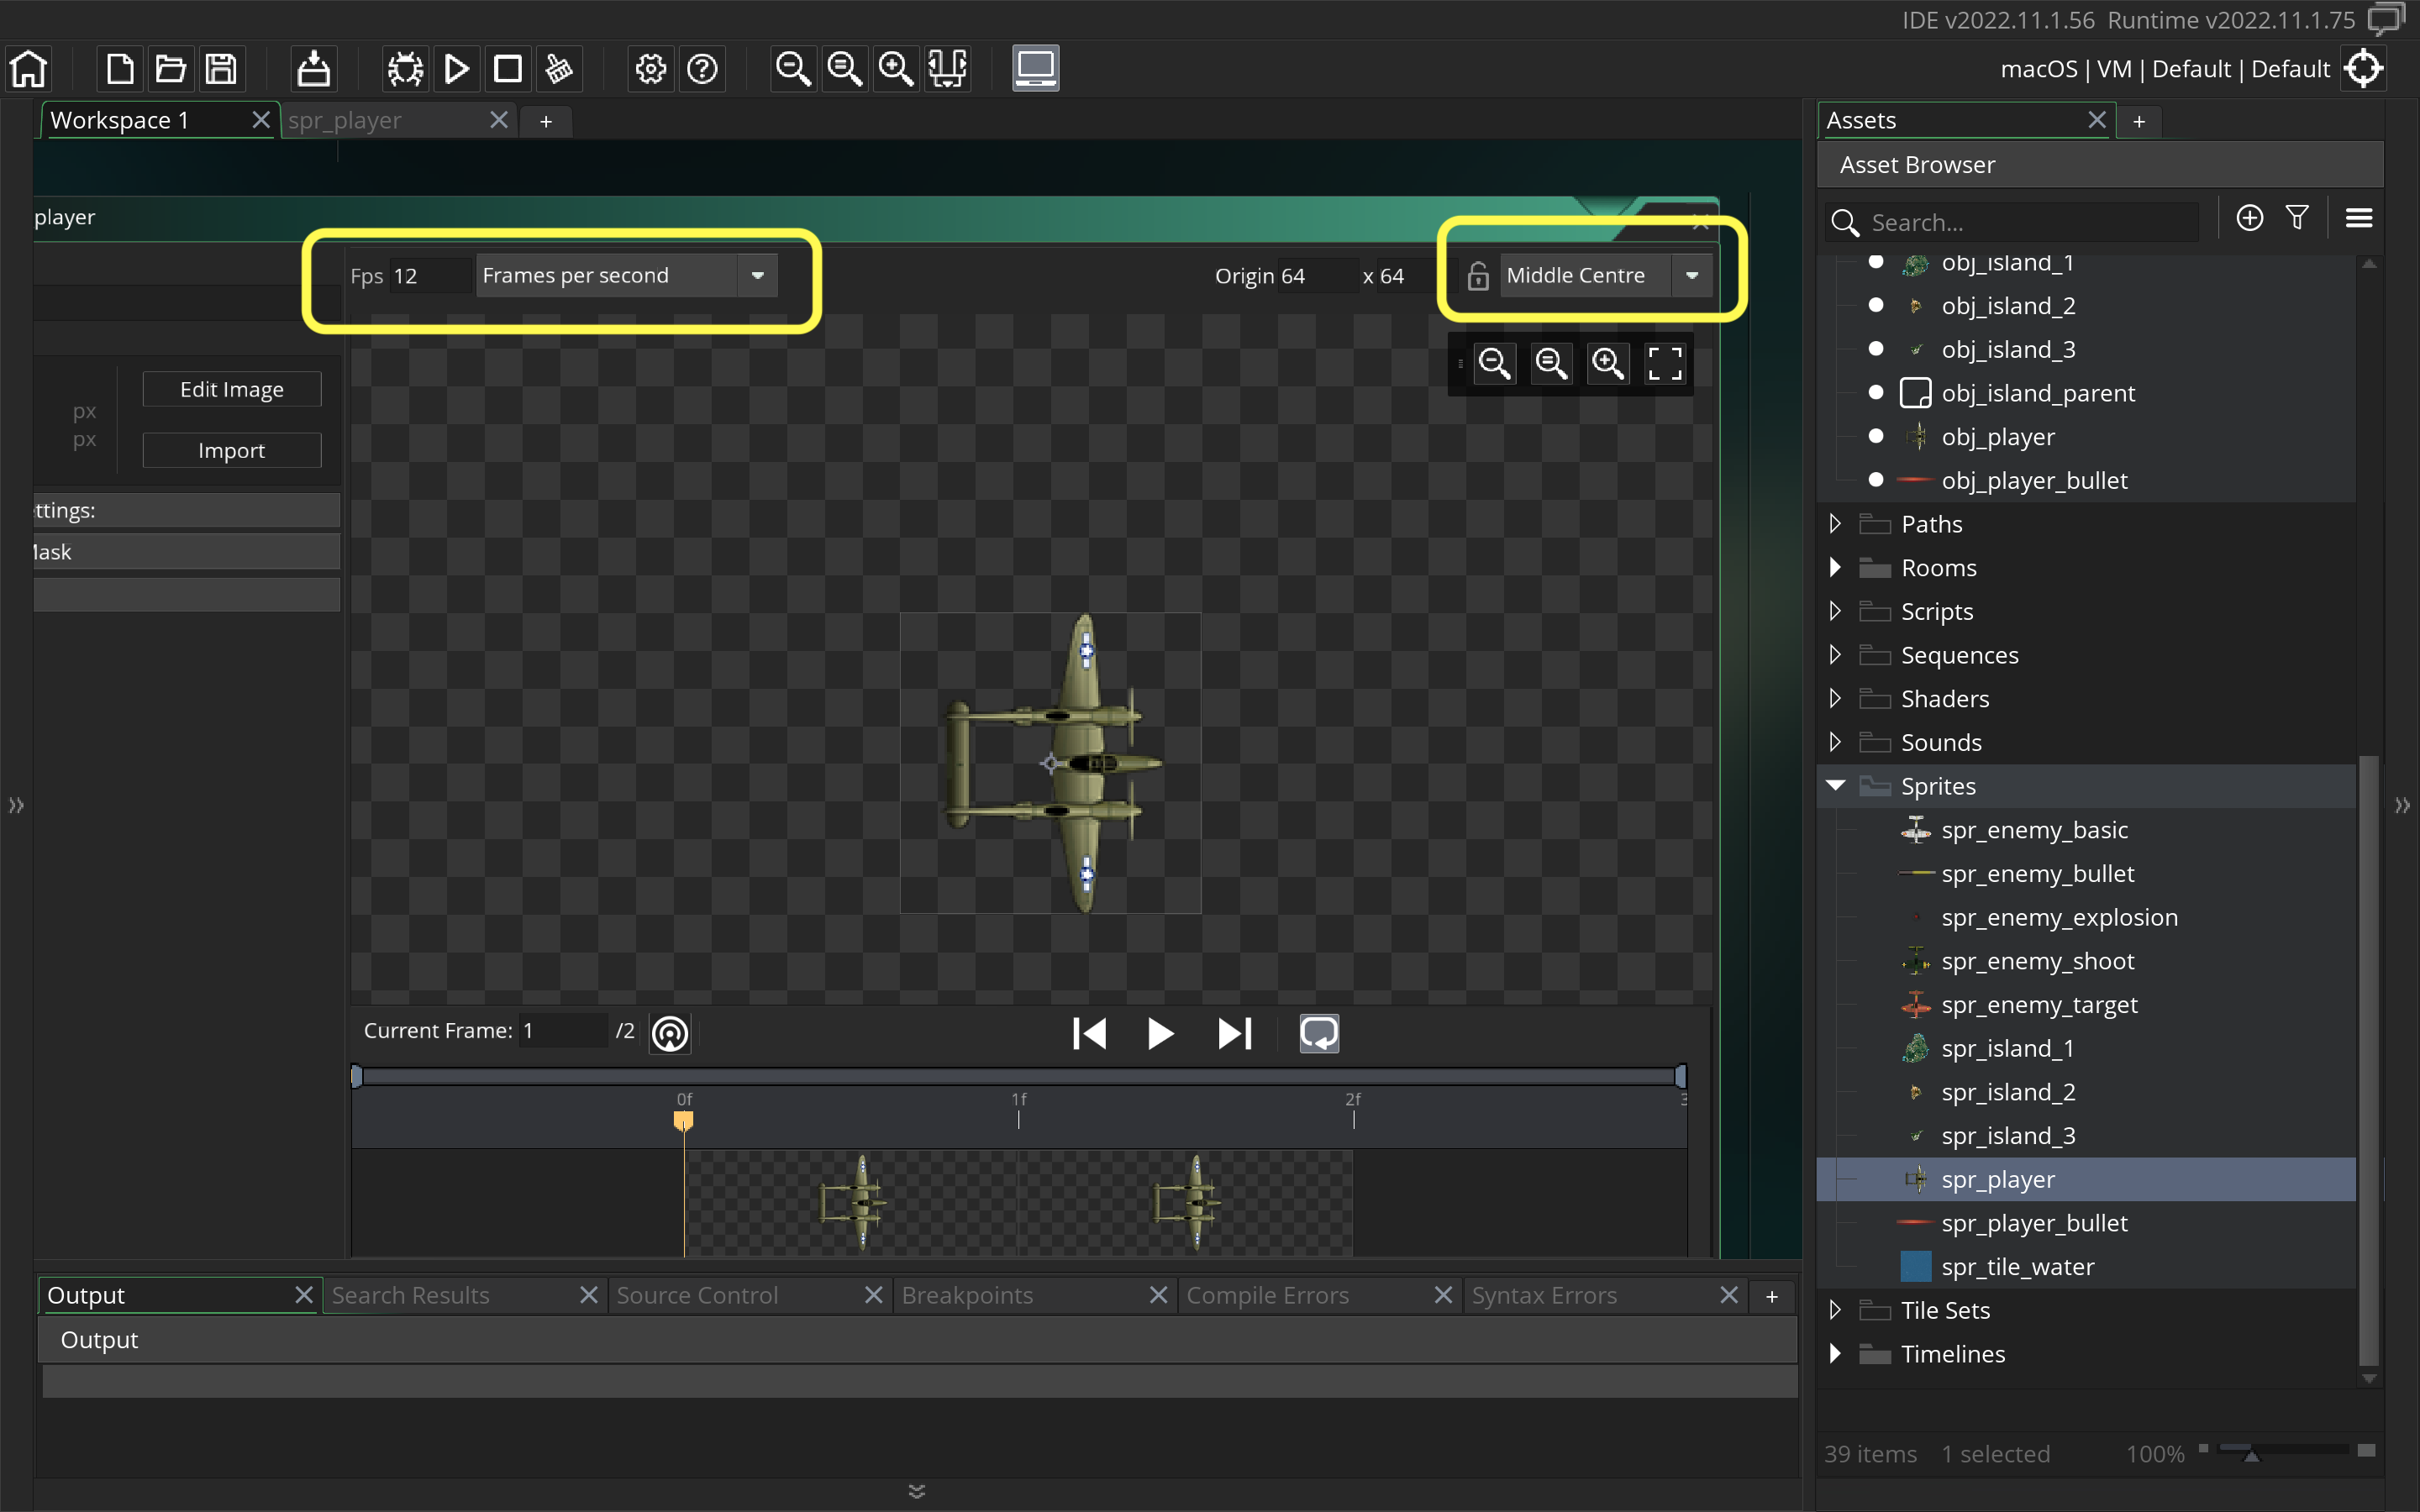 IDE v2022.11.1.56 Runtime v2022.11.1.75
macOS | VM | Default | Default
Workspace 1
spr_player
+
player
Fps 12 Frames per second
Origin 64 x 64 Middle Centre
px
px
Edit Image
Import
ttings:
Mask
Current Frame: 1 /2
0f 1f 2f 3
Output
Search Results
Source Control
Breakpoints
Compile Errors
Syntax Errors
+
Output
Assets
+
Asset Browser
Search...
obj_island_1
obj_island_2
obj_island_3
obj_island_parent
obj_player
obj_player_bullet
Paths
Rooms
Scripts
Sequences
Shaders
Sounds
Sprites
spr_enemy_basic
spr_enemy_bullet
spr_enemy_explosion
spr_enemy_shoot
spr_enemy_target
spr_island_1
spr_island_2
spr_island_3
spr_player
spr_player_bullet
spr_tile_water
Tile Sets
Timelines
39 items 1 selected 100%